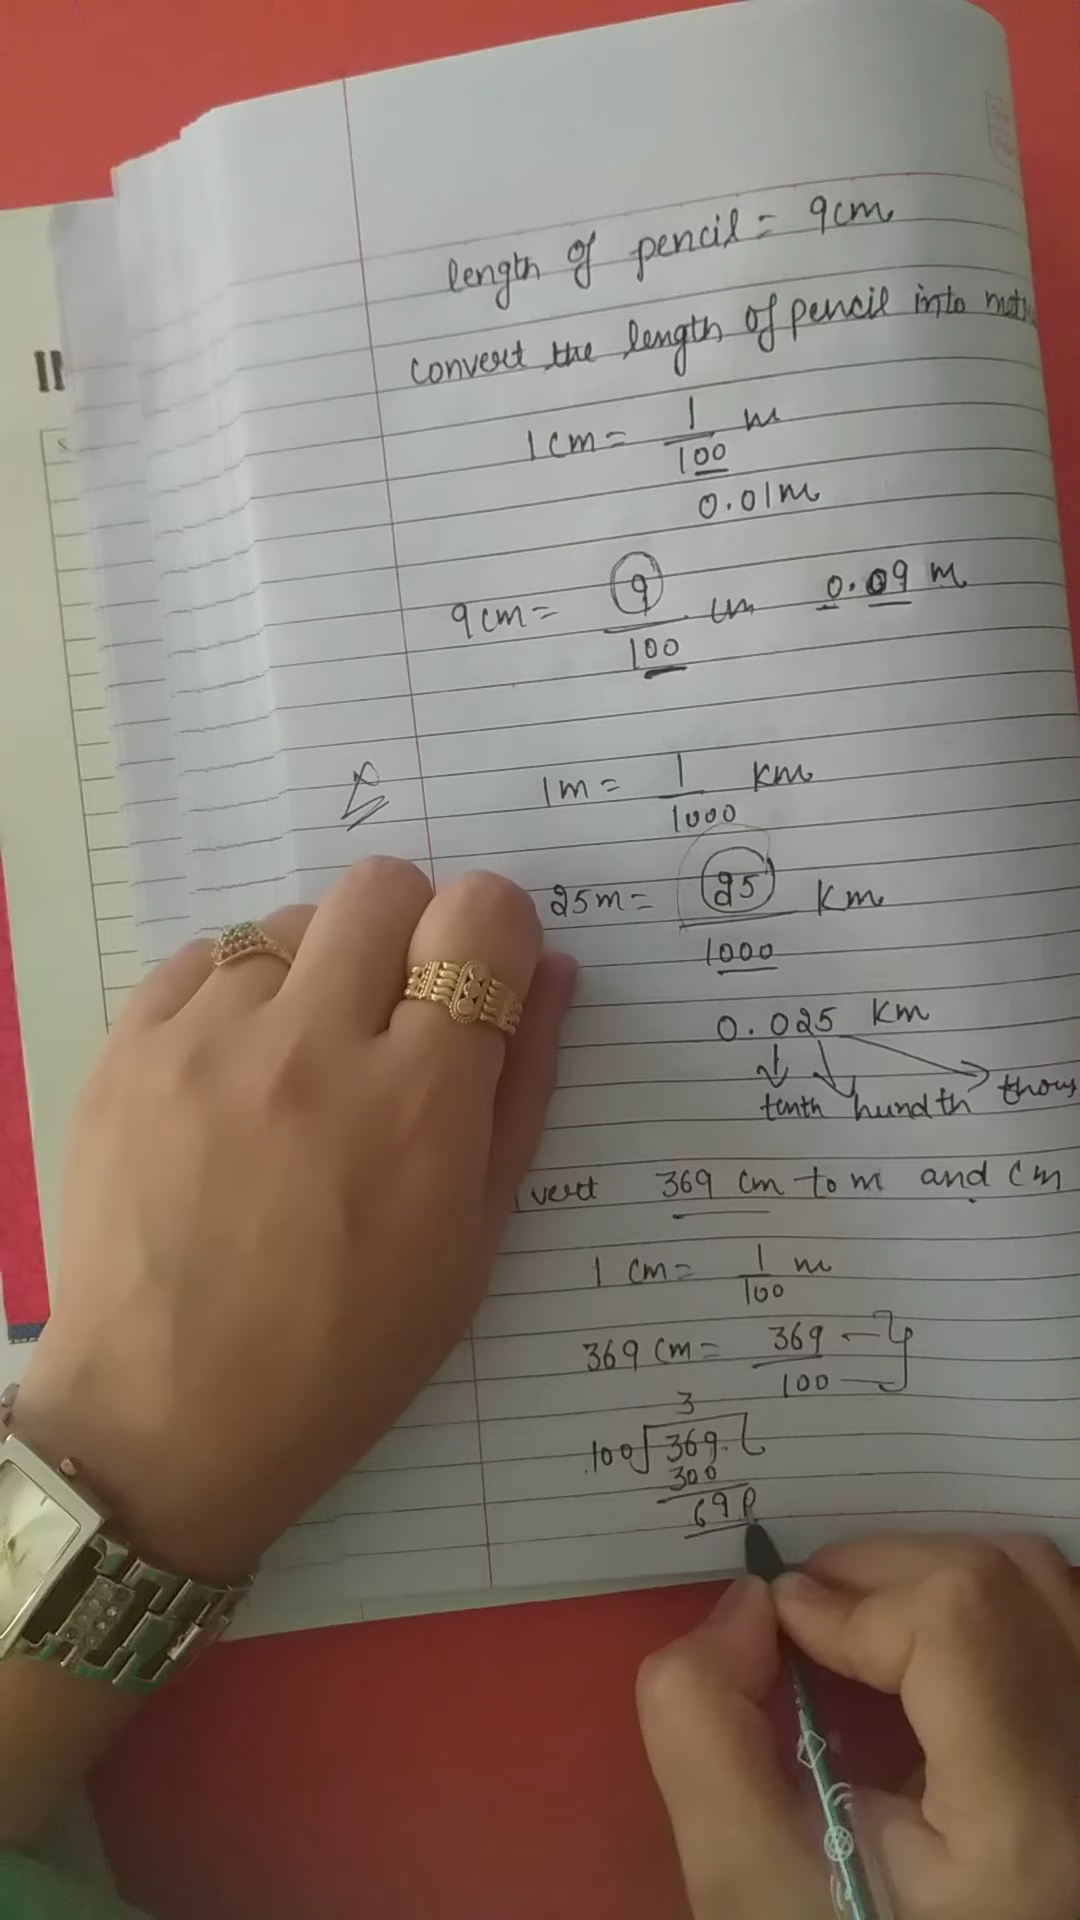 length of pencil = 9cm
convert the length of pencil into
1cm = 1/100 m
0.01m
9cm = 9/100 cm 0.09 m
1m = 1/1000 km
25m = 25/1000 km
0.025 km
tenth hundth thous
vert 369 cm to m and cm
1 cm = 1/100 m
369 cm = 369/100
3
100 369
300
69